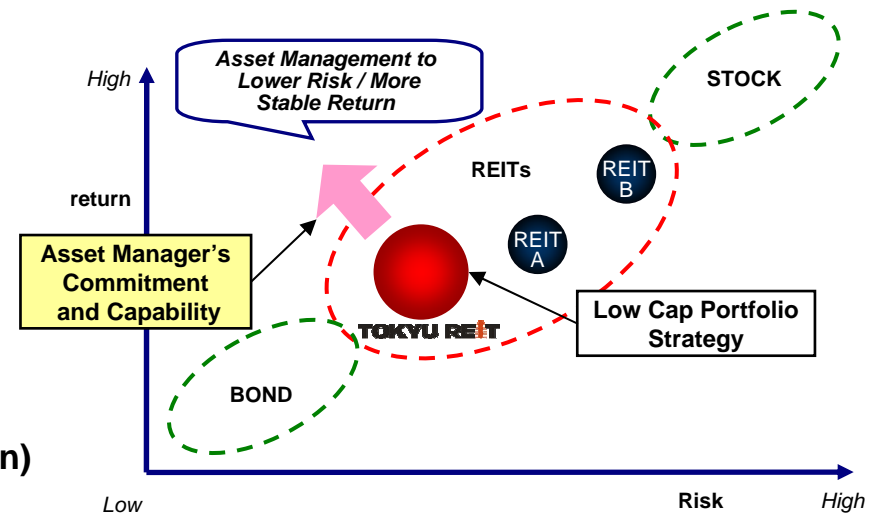 Asset Management to
Lower Risk / More
Stable Return
High
STOCK
REITs
REIT
B
return
REIT
A
Asset Manager's
Commitment
and Capability
Low Cap Portfolio
Strategy
TOKYU REIT
BOND
n)
Low
Risk
High